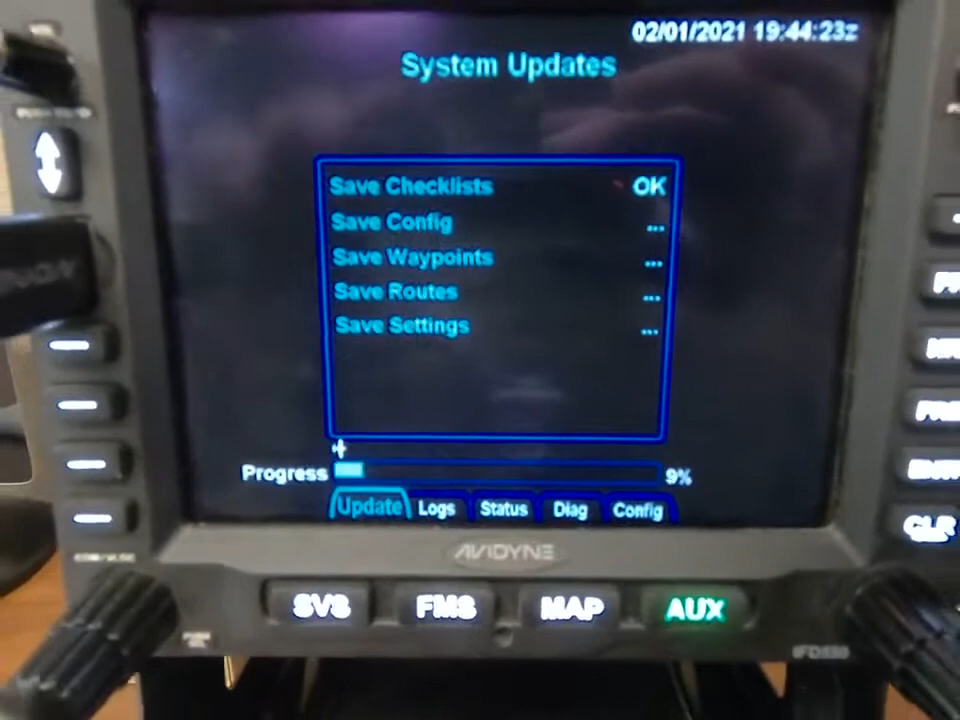 02/01/2021 19:44:23z
System Updates
Save Checklists OK
Save Config ...
Save Waypoints ...
Save Routes ...
Save Settings ...
Progress 9%
Update Logs Status Diag Config
AVIDYNE
SVS FMS MAP AUX
CLR